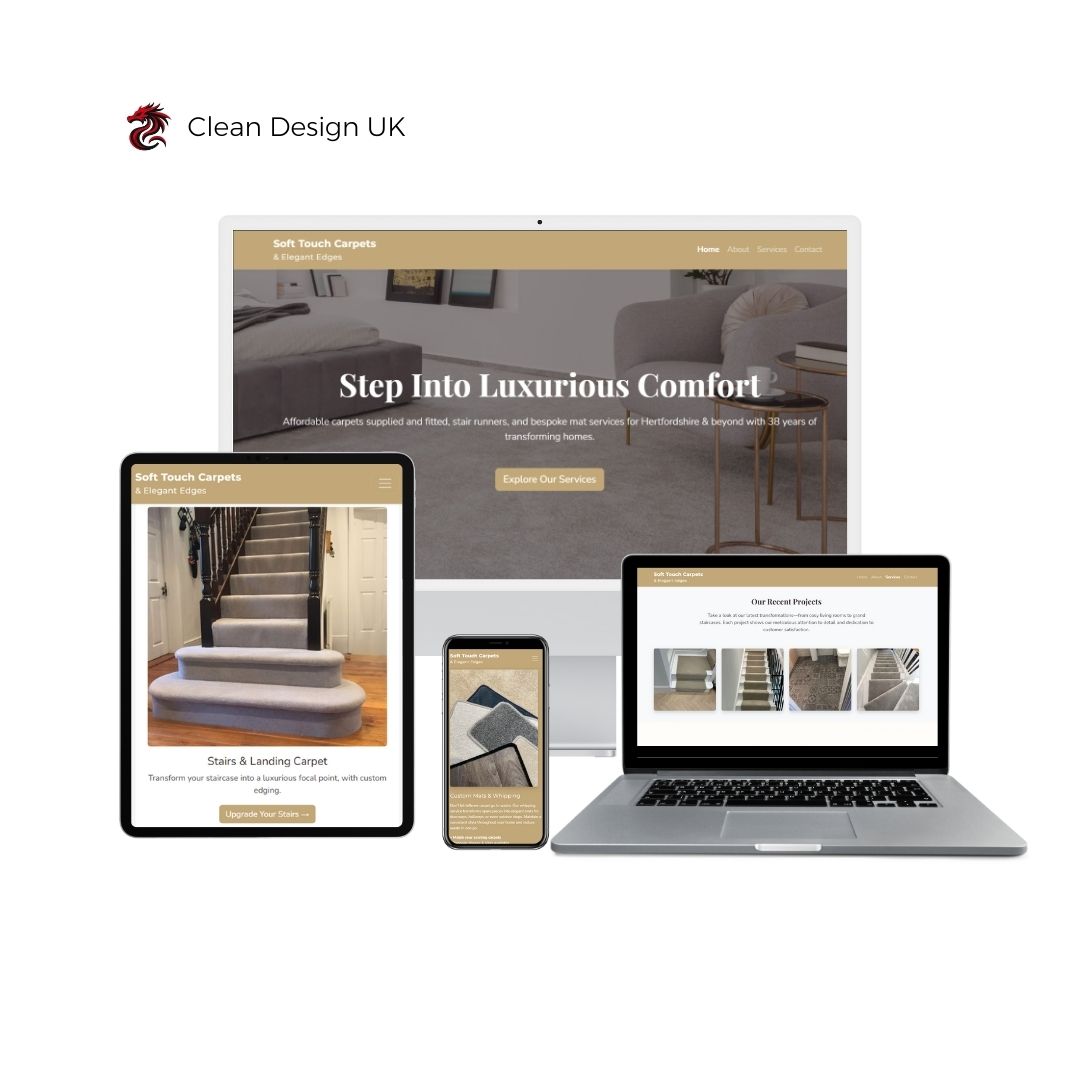 Clean Design UK
Soft Touch Carpets
& Elegant Edges
Home About Services Contact
Step Into Luxurious Comfort
Affordable carpets supplied and fitted, stair runners, and bespoke mat services for Hertfordshire & beyond with 38 years of
transforming homes.
Explore Our Services
Soft Touch Carpets
& Elegant Edges
Stairs & Landing Carpet
Transform your staircase into a luxurious focal point, with custom
edging.
Upgrade Your Stairs →
Soft Touch Carpets
& Elegant Edges
Custom Mats & Whipping
Soft Touch Carpets
& Elegant Edges
Home About Services Contact
Our Recent Projects
Take a look at our latest transformations—from cosy living rooms to grand
staircases. Each project shows our meticulous attention to detail and dedication to
customer satisfaction.